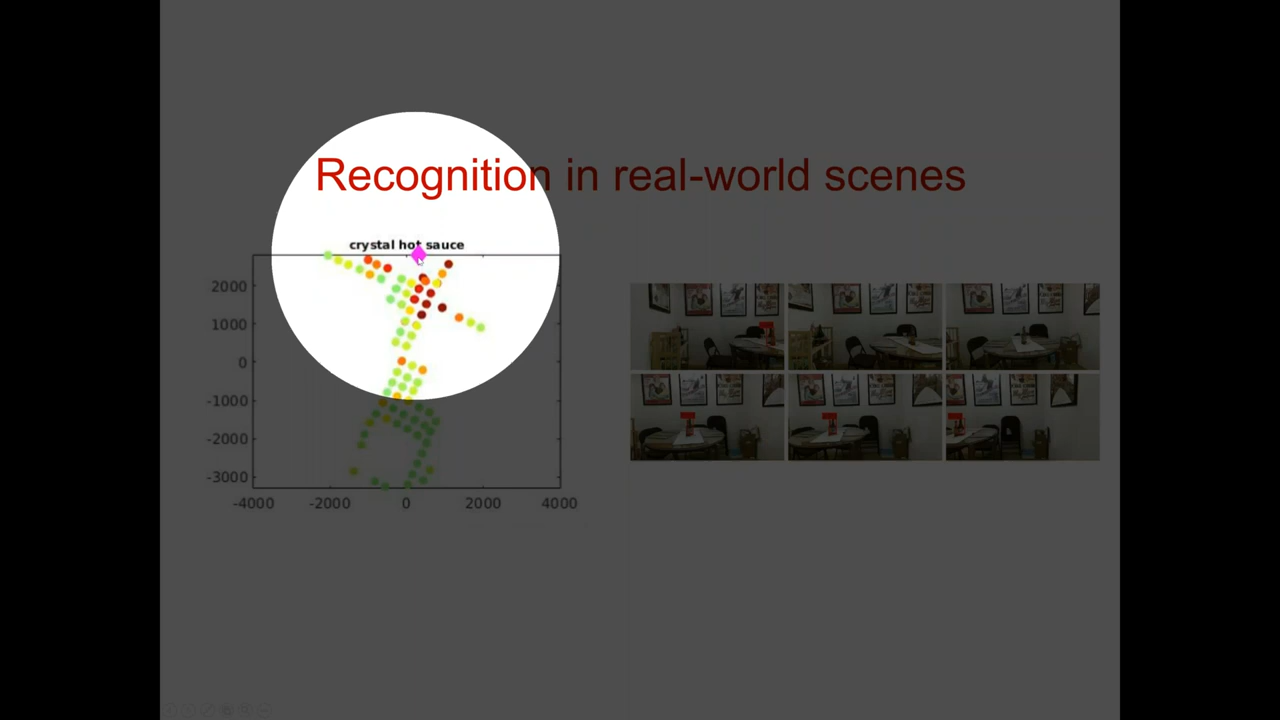 Recognition in real-world scenes
crystal hot sauce
2000
1000
0
-1000
-2000
-3000
-4000 -2000 0 2000 4000